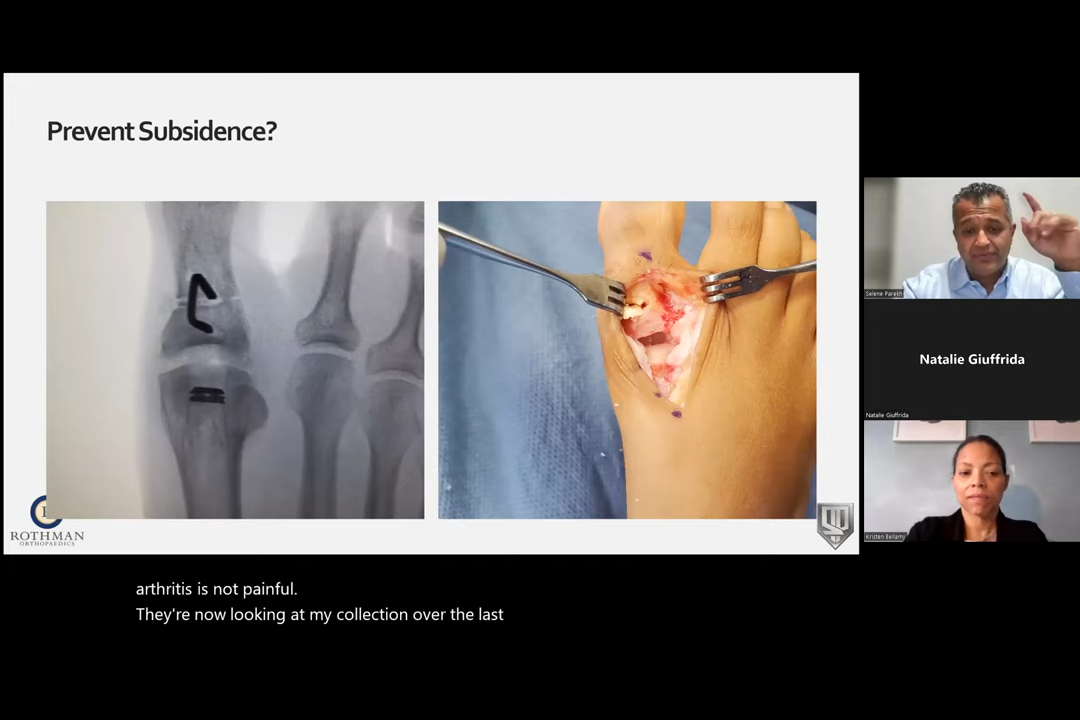 Prevent Subsidence?
ROTHMAN
ORTHOPAEDICS
Selene Parekh
Natalie Giuffrida
Natalie Giuffrida
Kristen Bellamy
arthritis is not painful.
They're now looking at my collection over the last